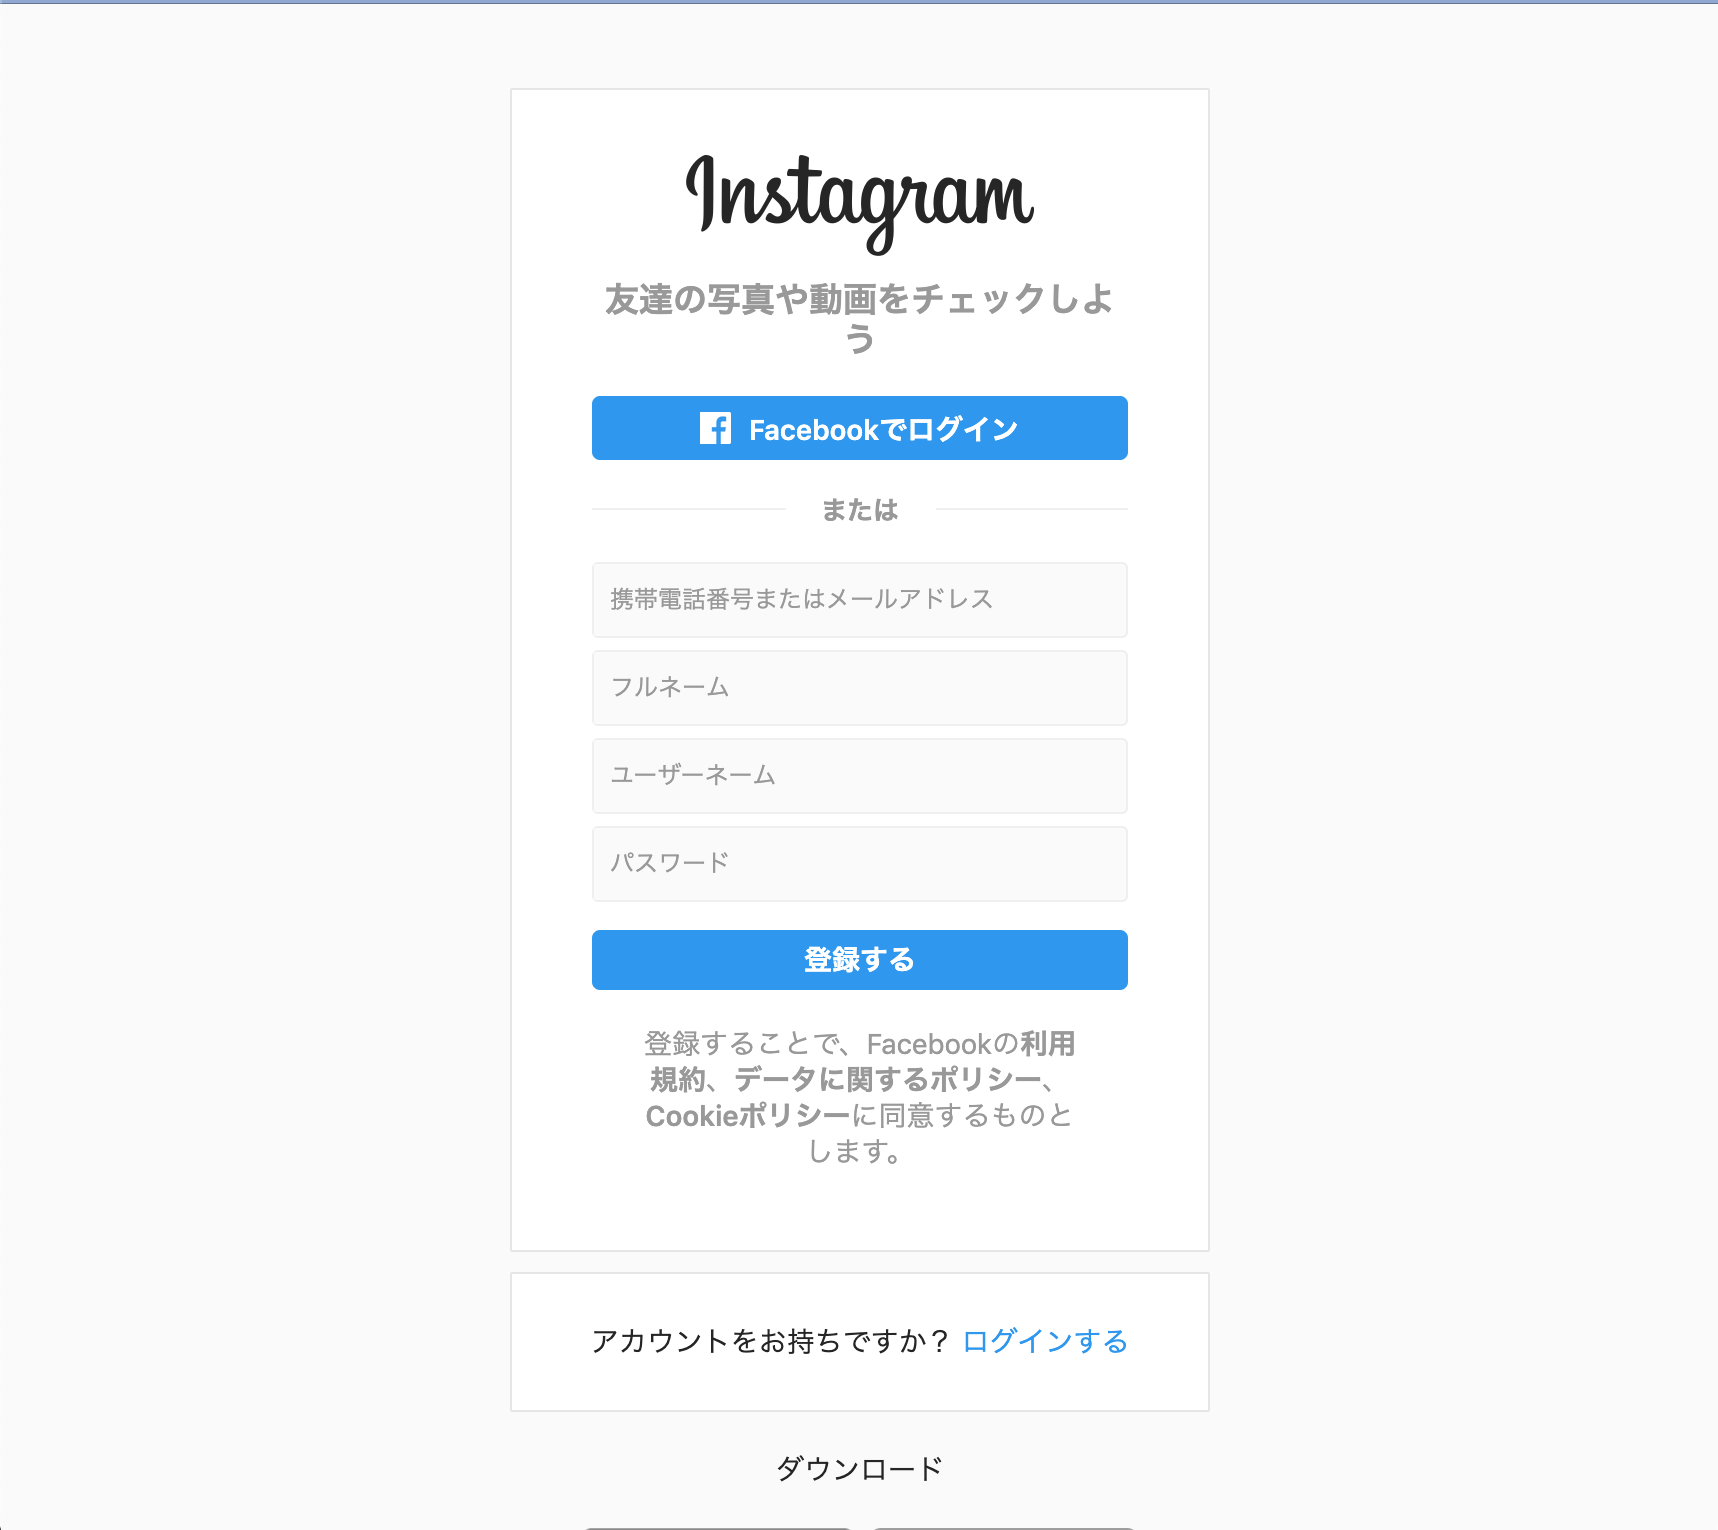 Instagram
友達の写真や動画をチェックしよ
う
Facebookでログイン
または
携帯電話番号またはメールアドレス
フルネーム
ユーザーネーム
パスワード
登録する
登録することで、Facebookの利用
規約、データに関するポリシー、
Cookieポリシーに同意するものと
します。
アカウントをお持ちですか？ ログインする
ダウンロード